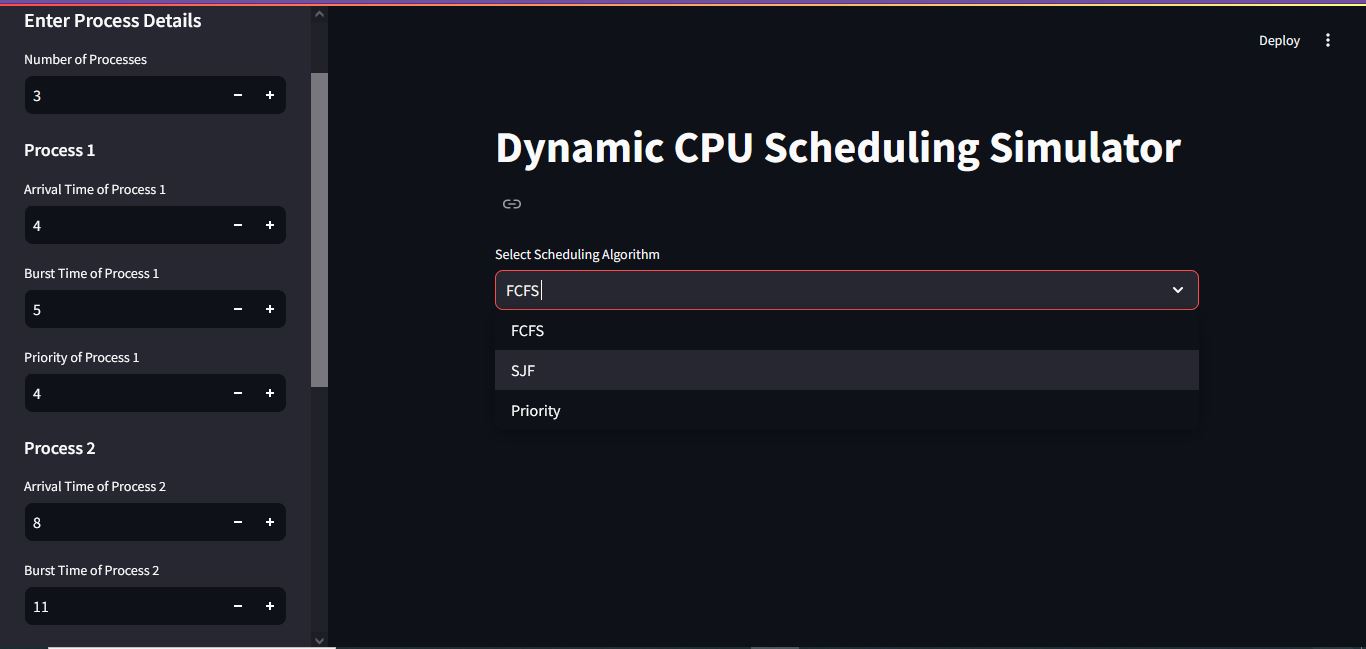 Enter Process Details
Number of Processes
3
Process 1
Arrival Time of Process 1
4
Burst Time of Process 1
5
Priority of Process 1
4
Process 2
Arrival Time of Process 2
8
Burst Time of Process 2
11
Deploy
Dynamic CPU Scheduling Simulator
Select Scheduling Algorithm
FCFS
FCFS
SJF
Priority